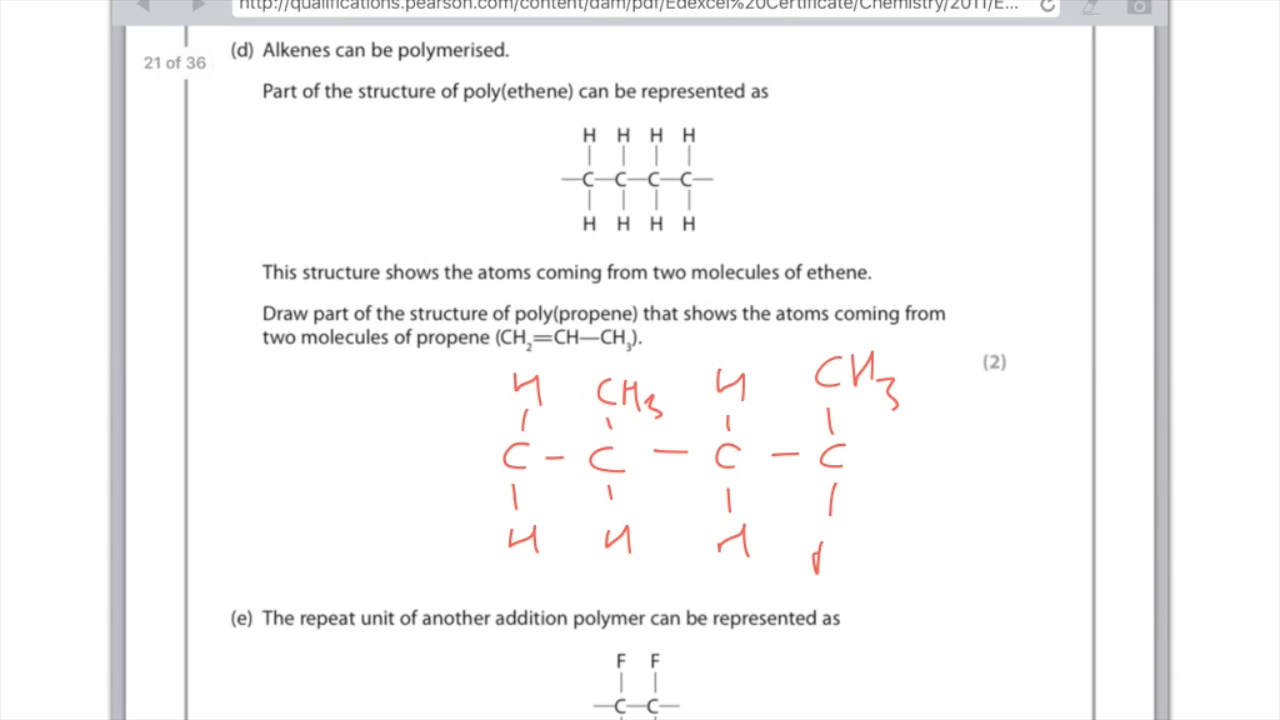 http://qualifications.pearson.com/content/dam/pdf/Edexcel%20Certificate/Chemistry/2011/E...
21 of 36
(d) Alkenes can be polymerised.
Part of the structure of poly(ethene) can be represented as
H H H H
C C C C
H H H H
This structure shows the atoms coming from two molecules of ethene.
Draw part of the structure of poly(propene) that shows the atoms coming from
two molecules of propene (CH₂=CH—CH₃).
(2)
H CH₃ H CH₃
C – C – C – C
H H H
(e) The repeat unit of another addition polymer can be represented as
F F
C C